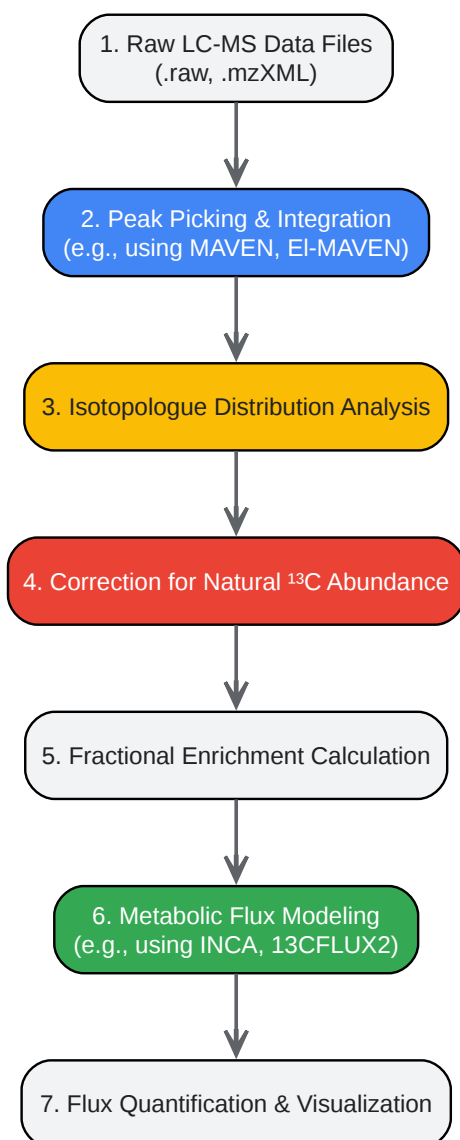 1. Raw LC-MS Data Files
(.raw, .mzXML)
2. Peak Picking & Integration
(e.g., using MAVEN, El-MAVEN)
3. Isotopologue Distribution Analysis
4. Correction for Natural ¹³C Abundance
5. Fractional Enrichment Calculation
6. Metabolic Flux Modeling
(e.g., using INCA, 13CFLUX2)
7. Flux Quantification & Visualization